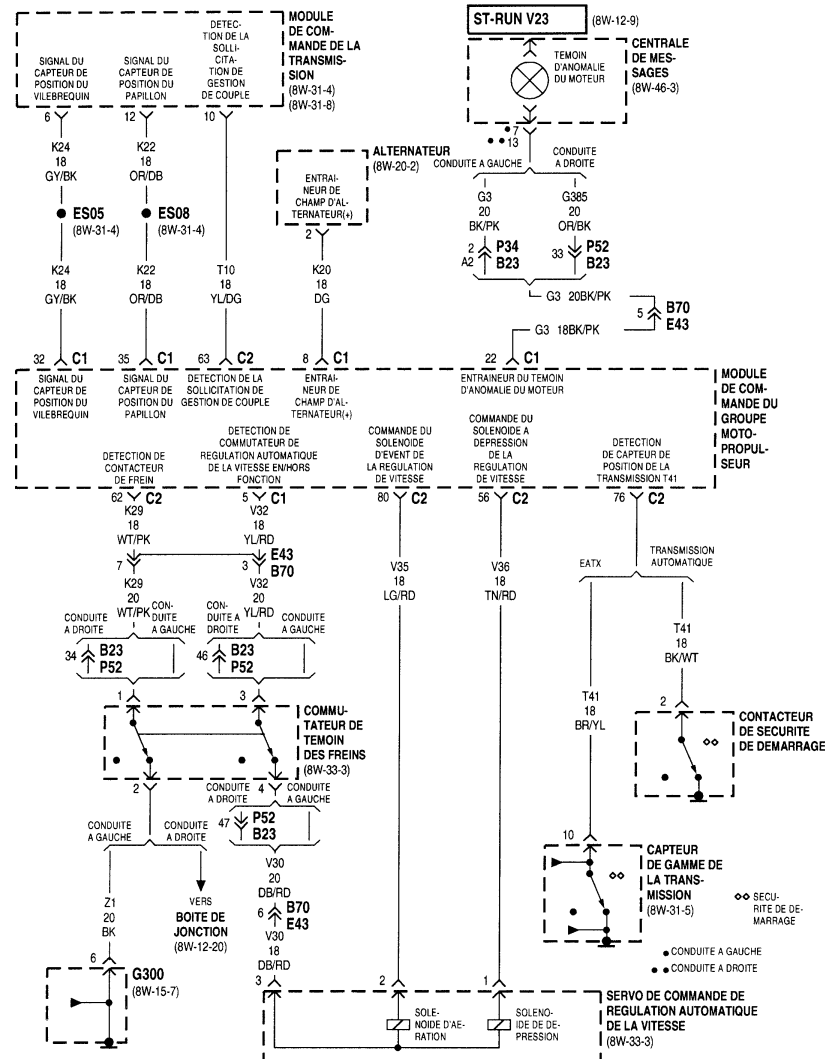 MODULE
DE COM-
MANDE DE LA
TRANSMIS-
SION
(8W-31-4)
(8W-31-8)
SIGNAL DU
CAPTEUR DE
POSITION DU
VILEBREQUIN
SIGNAL DU
CAPTEUR DE
POSITION DU
PAPILLON
DETEC-
TION DE LA
SOLLI-
CITA-
TION DE
GESTION
DE COUPLE
6
12
10
K24
18
GY/BK
K22
18
OR/DB
ES05
(8W-31-4)
ES08
(8W-31-4)
K24
18
GY/BK
K22
18
OR/DB
T10
18
YL/DG
ALTERNATEUR
(8W-20-2)
ENTRAI-
NEUR DE
CHAMP D'AL-
TERNATEUR(+)
2
K20
18
DG
ST-RUN V23
(8W-12-9)
TEMOIN
D'ANOMALIE
DU MOTEUR
CENTRALE
DE MES-
SAGES
(8W-46-3)
7
13
CONDUITE A GAUCHE
CONDUITE
A DROITE
G3
20
BK/PK
G385
20
OR/BK
2
A2
P34
B23
33
P52
B23
G3 20BK/PK
5
B70
E43
G3 18BK/PK
32 C1
35 C1
63 C2
8 C1
22 C1
SIGNAL DU
CAPTEUR DE
POSITION DU
VILEBREQUIN
SIGNAL DU
CAPTEUR DE
POSITION DU
PAPILLON
DETECTION DE LA
SOLLICITATION DE
GESTION DE COUPLE
ENTRAI-
NEUR DE
CHAMP D'AL-
TERNATEUR(+)
ENTRAINEUR DU TEMOIN
D'ANOMALIE DU MOTEUR
MODULE
DE COM-
MANDE DU
GROUPE
MOTO-
PROPUL-
SEUR
DETECTION DE
CONTACTEUR
DE FREIN
DETECTION DE
COMMUTATEUR DE
REGULATION AUTOMATIQUE
DE LA VITESSE EN/HORS
FONCTION
COMMANDE DU
SOLENOIDE
D'EVENT DE
LA REGULATION
DE VITESSE
COMMANDE DU
SOLENOIDE A
DEPRESSION
DE LA
REGULATION
DE VITESSE
DETECTION
DE CAPTEUR DE
POSITION DE LA
TRANSMISSION T41
62 C2
5 C1
80 C2
56 C2
76 C2
K29
18
WT/PK
V32
18
YL/RD
7
3
E43
B70
K29
20
WT/PK
V32
20
YL/RD
CONDUITE
A DROITE
CON-
DUITE
A GAUCHE
CON-
DUITE A
DROITE
CONDUITE
A GAUCHE
34
B23
P52
46
B23
P52
1
3
COMMU-
TATEUR DE
TEMOIN
DES FREINS
(8W-33-3)
2
4
CONDUITE
A DROITE
CONDUITE
A GAUCHE
47
P52
B23
CONDUITE
A GAUCHE
CONDUITE
A DROITE
V30
20
DB/RD
6
B70
E43
V30
18
DB/RD
Z1
20
BK
VERS
BOITE DE
JONCTION
(8W-12-20)
6
G300
(8W-15-7)
V35
18
LG/RD
V36
18
TN/RD
EATX
TRANSMISSION
AUTOMATIQUE
T41
18
BR/YL
T41
18
BK/WT
2
CONTACTEUR
DE SECURITE
DE DEMARRAGE
10
CAPTEUR
DE GAMME DE
LA TRANS-
MISSION
(8W-31-5)
SECU-
RITE DE DE-
MARRAGE
CONDUITE A GAUCHE
CONDUITE A DROITE
3
2
1
SOLE-
NOIDE D'AE-
RATION
SOLENO-
IDE DE DE-
PRESSION
SERVO DE COMMANDE DE
REGULATION AUTOMATIQUE
DE LA VITESSE
(8W-33-3)